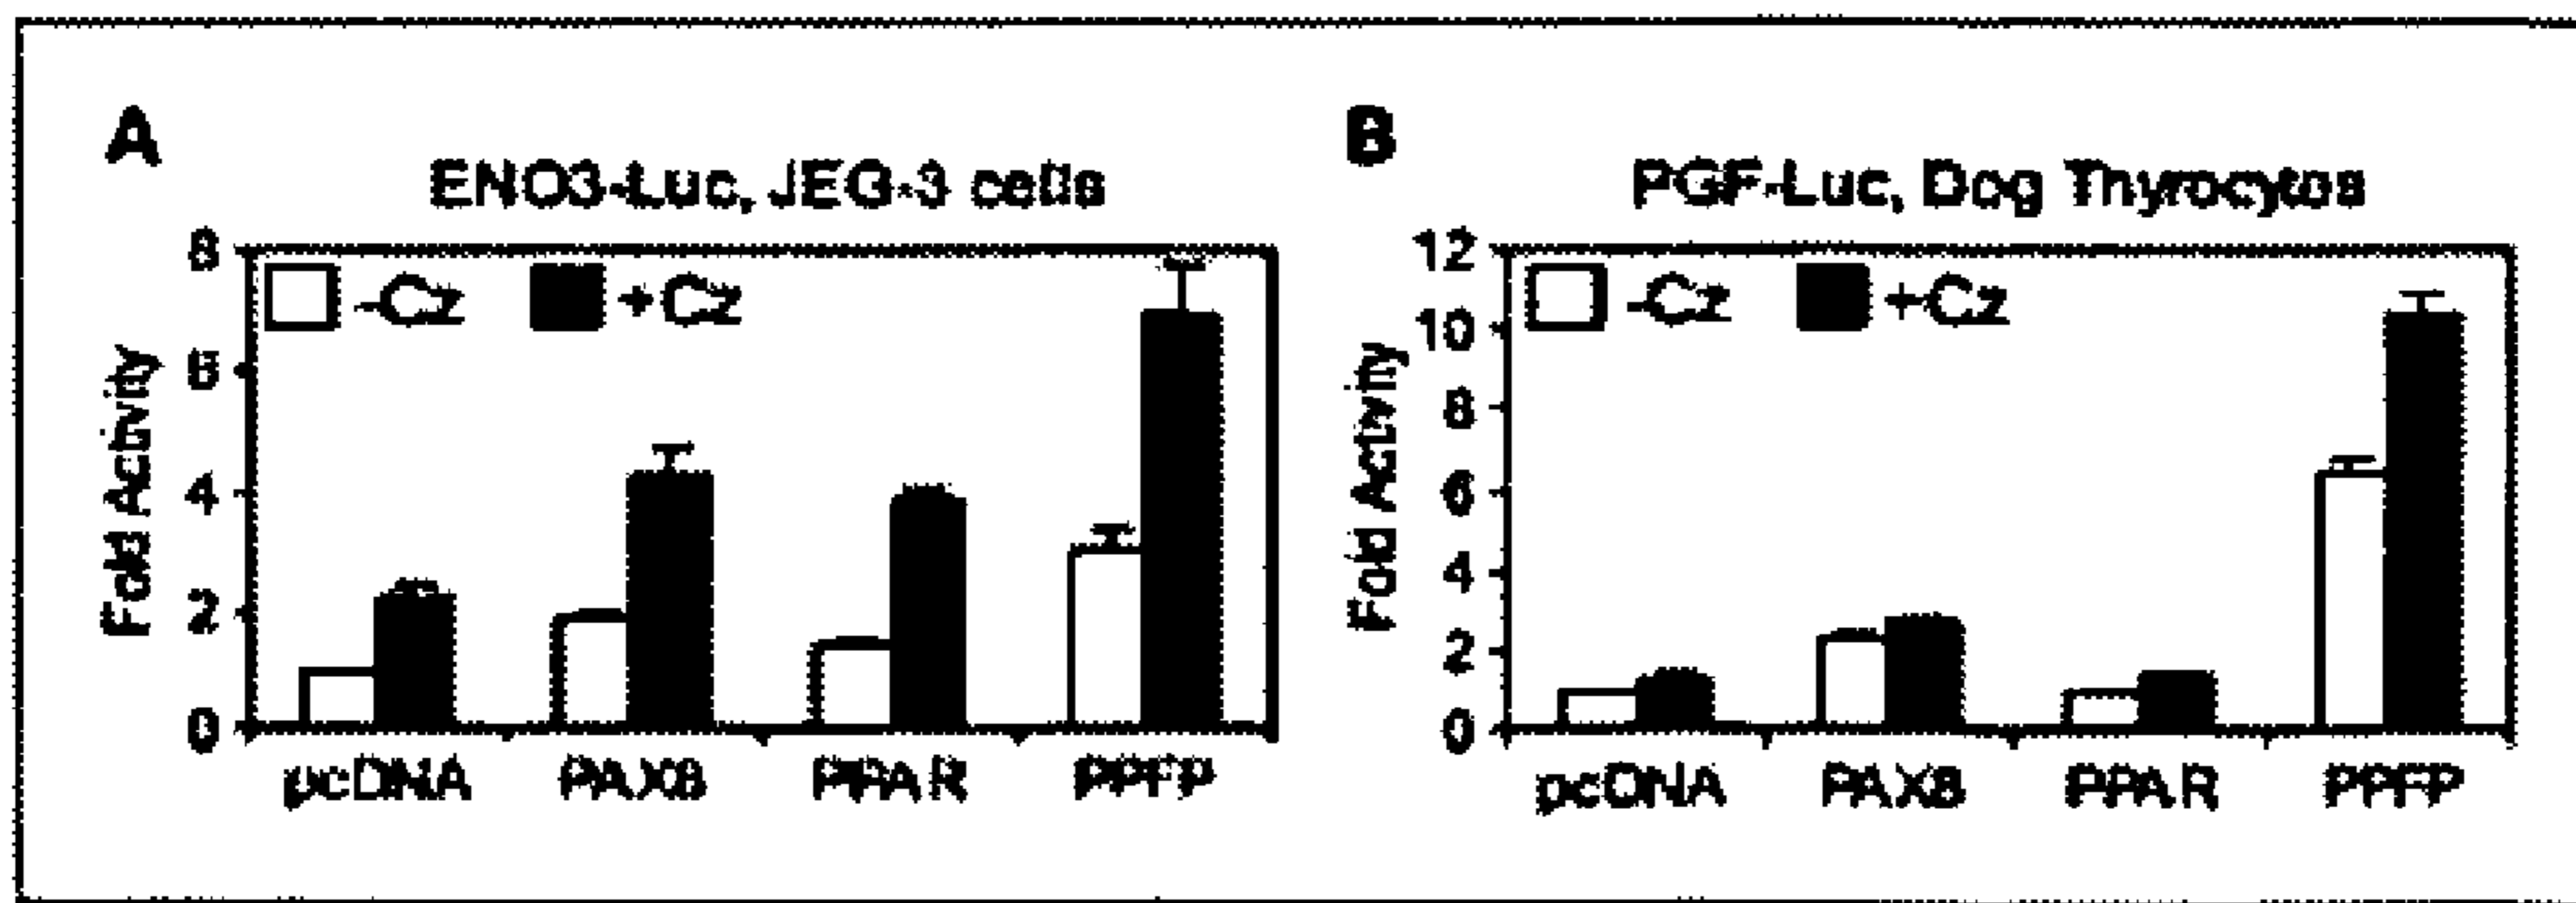 A
ENO3-Luc, JEG-3 cells
8
-Cz +Cz
6
4
2
0
Fold Activity
pcDNA PAX8 PPAR PPFP
B
PGF-Luc, Dog Thyrocytes
12
-Cz +Cz
10
8
6
4
2
0
Fold Activity
pcDNA PAX8 PPAR PPFP